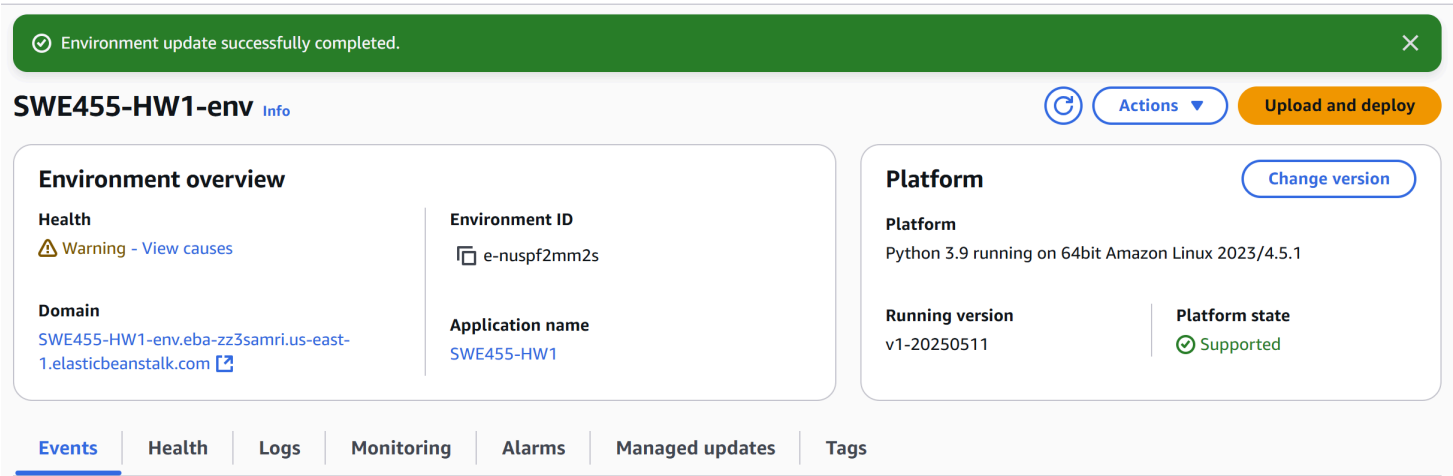 Environment update successfully completed.
SWE455-HW1-env Info
Actions
Upload and deploy
Environment overview
Health
Warning - View causes
Domain
SWE455-HW1-env.eba-zz3samri.us-east-
1.elasticbeanstalk.com
Environment ID
e-nuspf2mm2s
Application name
SWE455-HW1
Platform
Change version
Platform
Python 3.9 running on 64bit Amazon Linux 2023/4.5.1
Running version
v1-20250511
Platform state
Supported
Events
Health
Logs
Monitoring
Alarms
Managed updates
Tags